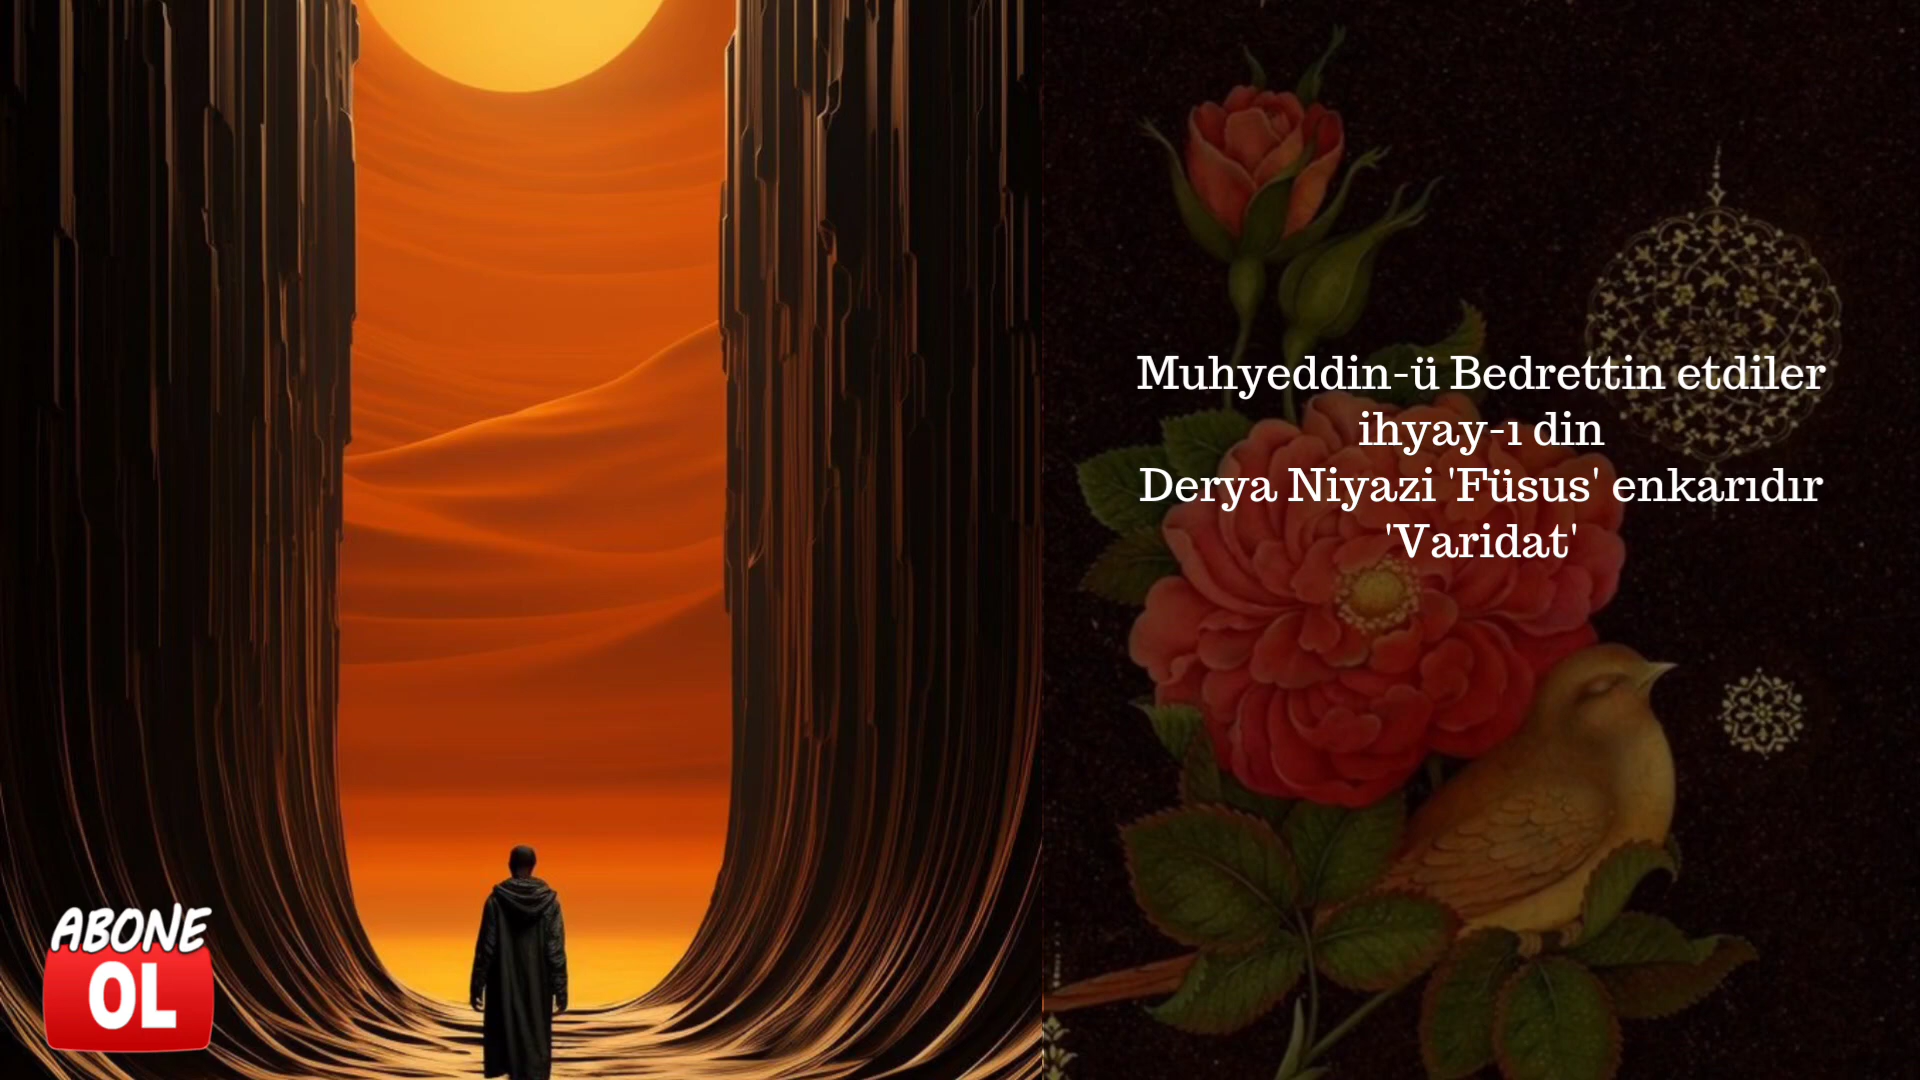 Muhyeddin-ü Bedrettin etdiler
ihyay-ı din
Derya Niyazi 'Füsus' enkarıdır
'Varidat'
ABONE
OL